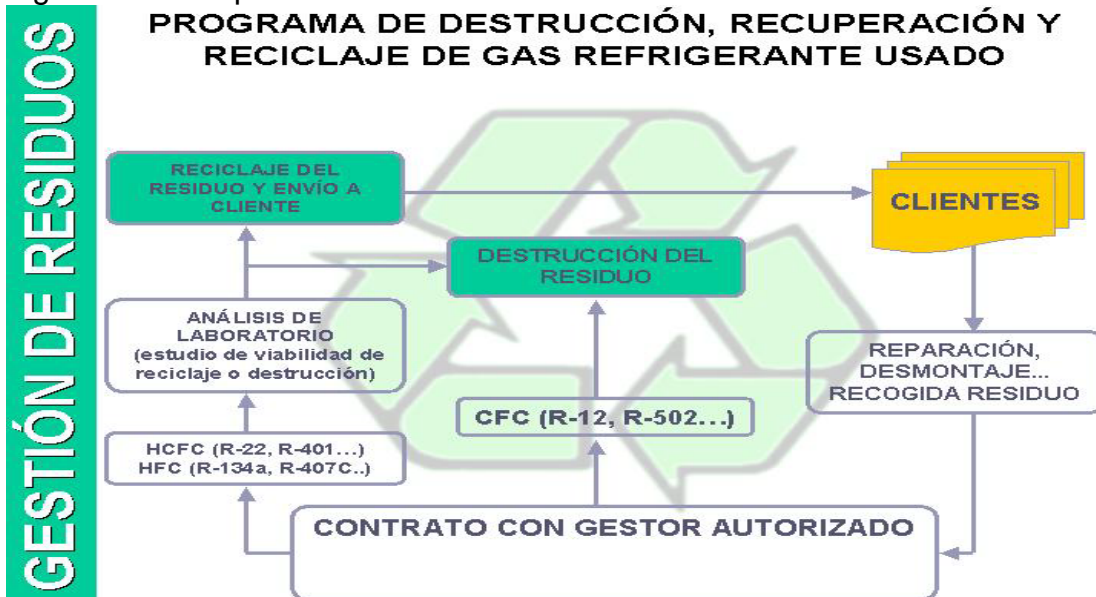 GESTIÓN DE RESIDUOS
PROGRAMA DE DESTRUCCIÓN, RECUPERACIÓN Y
RECICLAJE DE GAS REFRIGERANTE USADO
RECICLAJE DEL
RESIDUO Y ENVÍO A
CLIENTE
CLIENTES
DESTRUCCIÓN DEL
RESIDUO
ANÁLISIS DE
LABORATORIO
(estudio de viabilidad de
reciclaje o destrucción)
REPARACIÓN,
DESMONTAJE...
RECOGIDA RESIDUO
CFC (R-12, R-502...)
HCFC (R-22, R-401...)
HFC (R-134a, R-407C..)
CONTRATO CON GESTOR AUTORIZADO